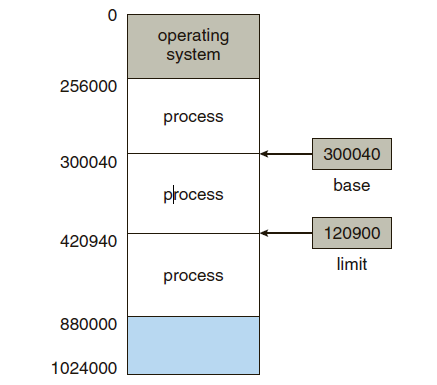 0
operating
system
256000
process
300040
300040
base
process
420940
120900
limit
process
880000
1024000